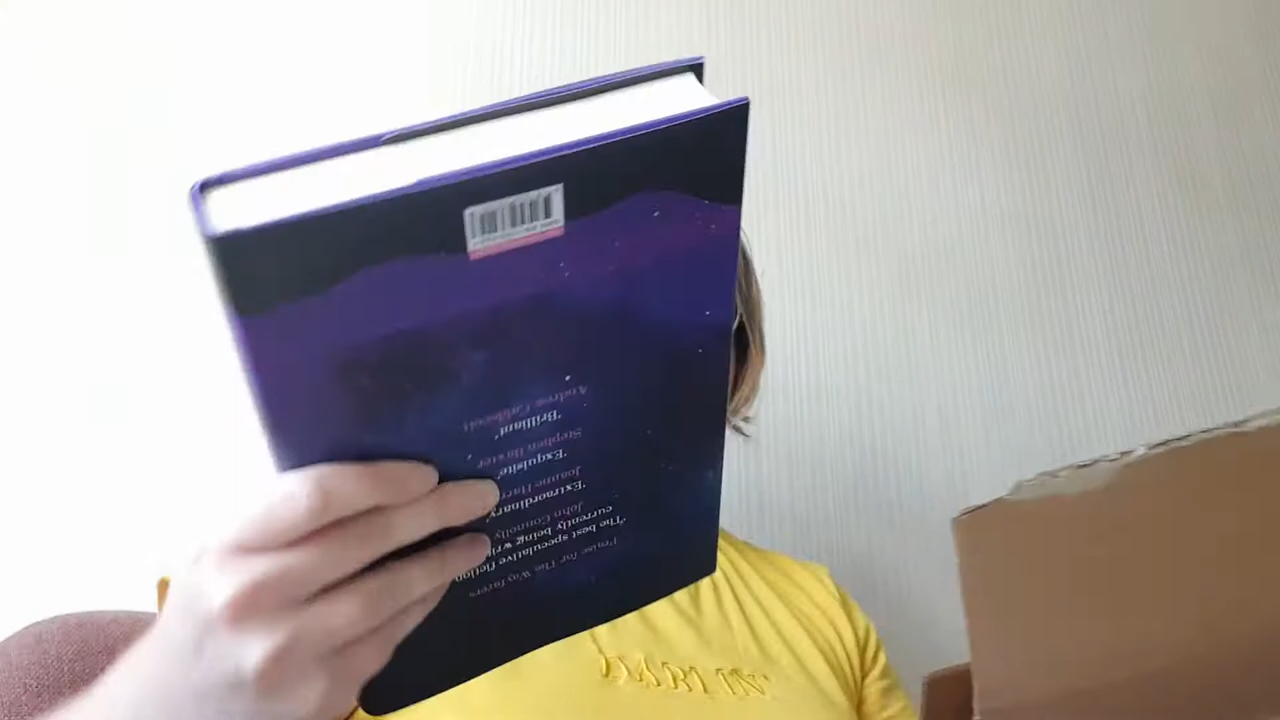 Praise for The Wayfarers
'The best speculative fiction
currently being
John Connolly
'Extraordinary'
Joanne
'Exquisite'
Stephen Baxter
'Brilliant'
Andrew Caldecott
DARLIN'